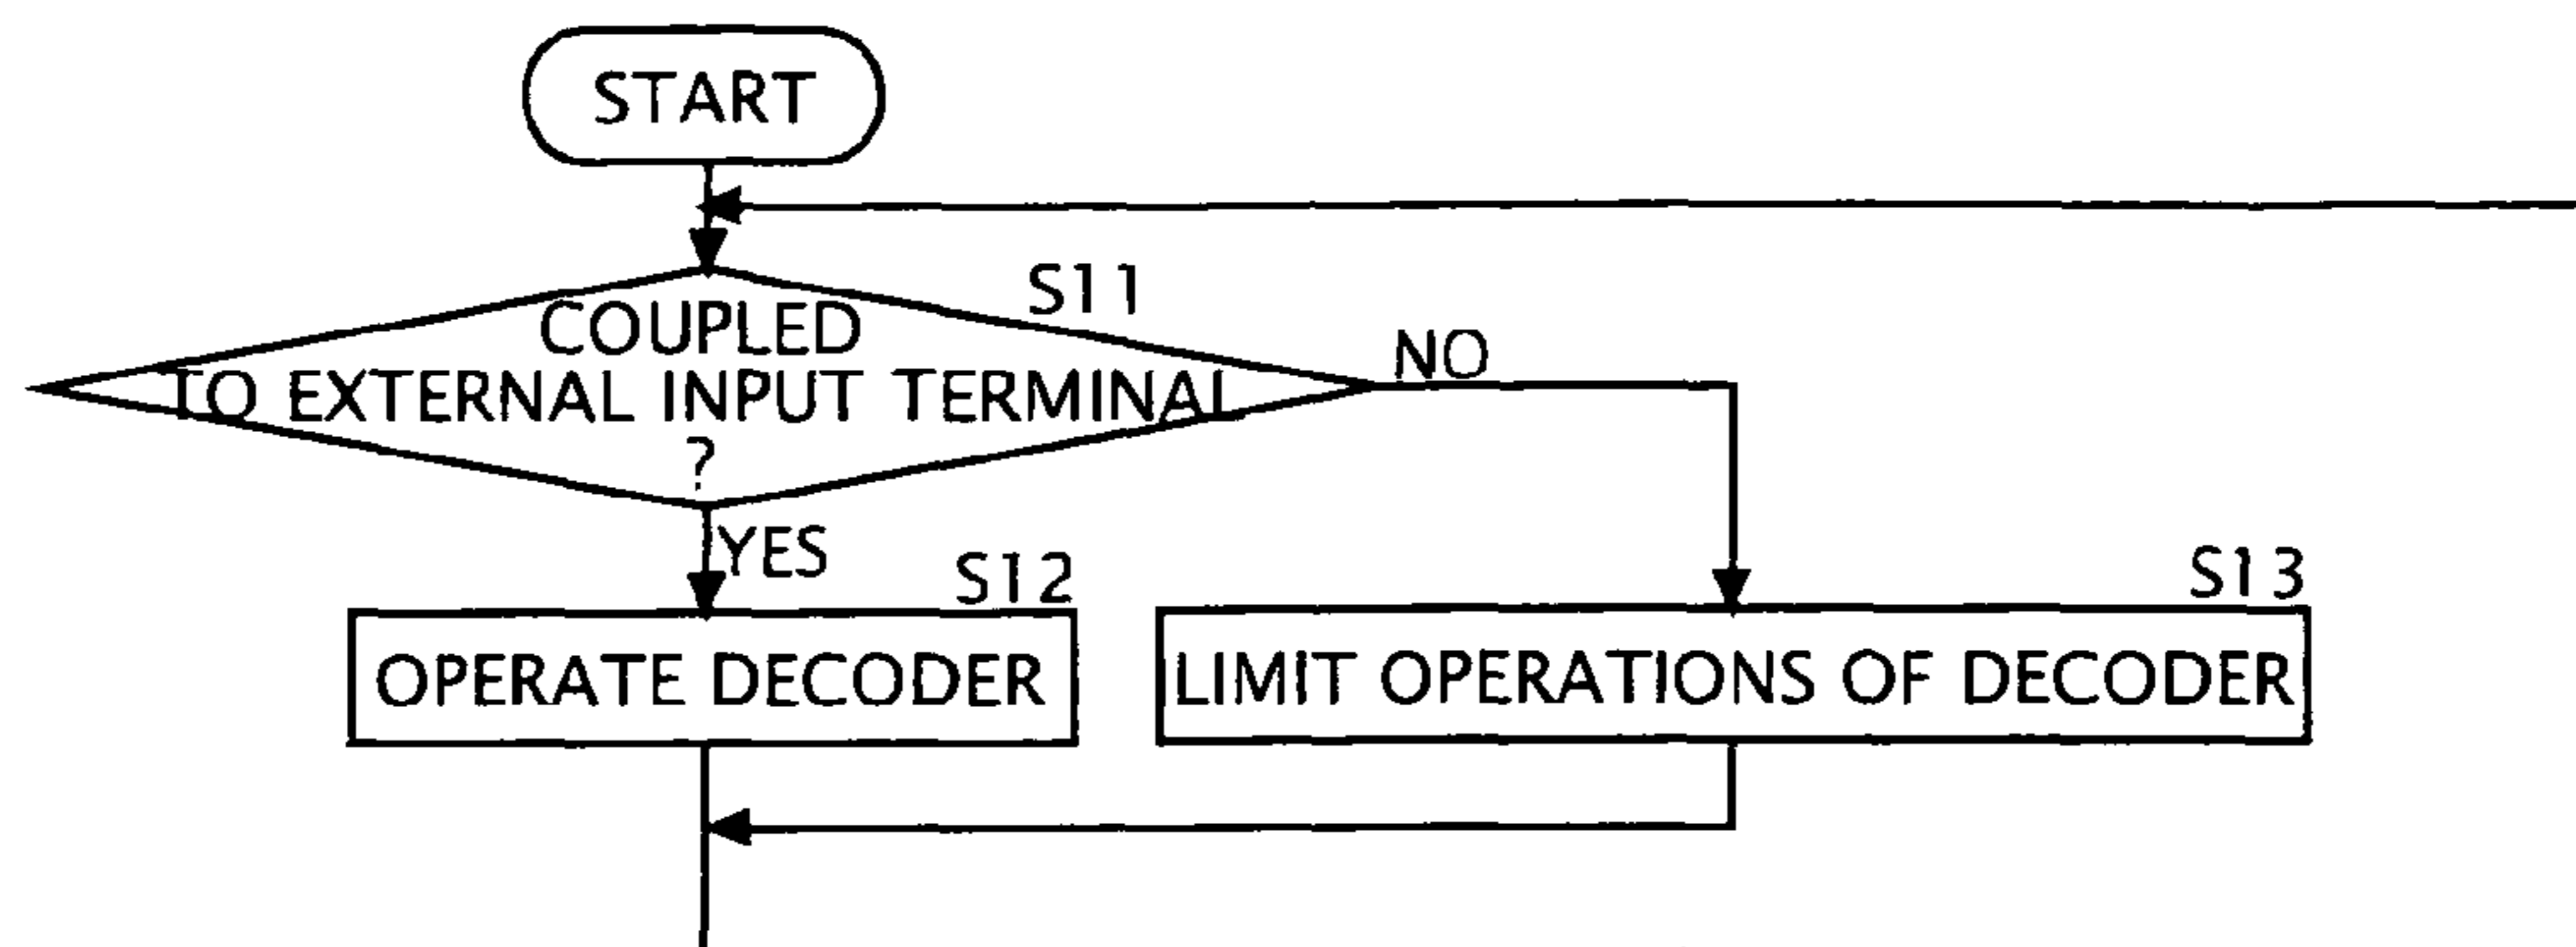 START
S11
COUPLED
TO EXTERNAL INPUT TERMINAL
?
NO
YES
S12
S13
OPERATE DECODER
LIMIT OPERATIONS OF DECODER